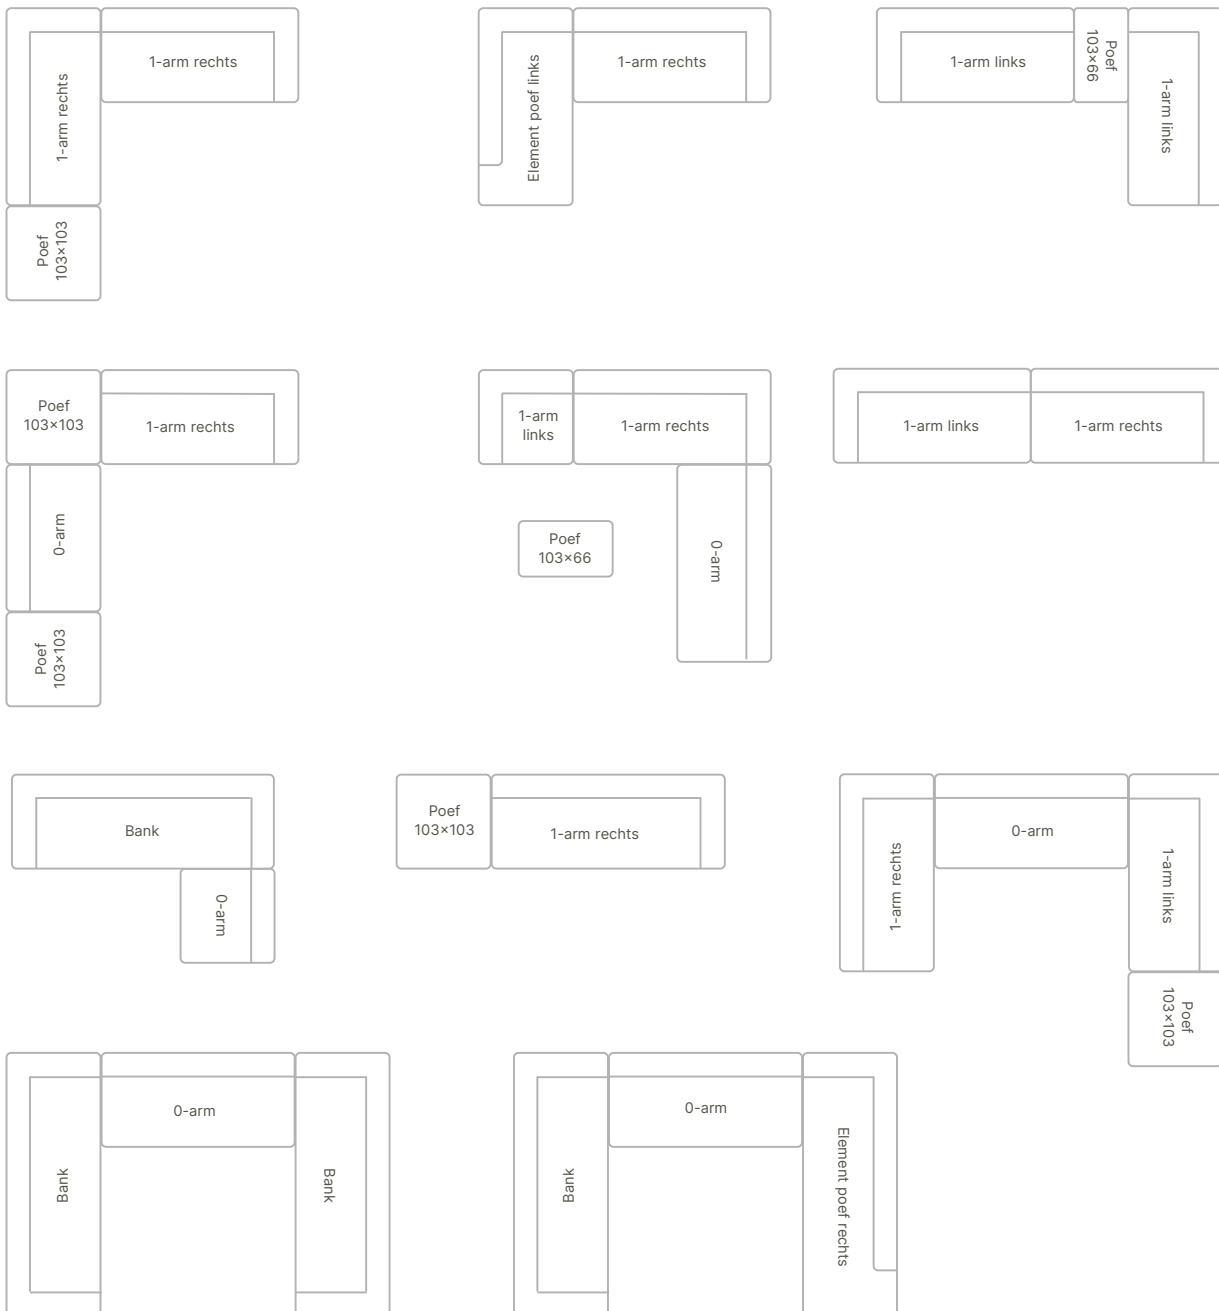 1-arm rechts
1-arm rechts
Poef
103×103
Element poef links
1-arm rechts
1-arm links
Poef
103×66
1-arm links
Poef
103×103
1-arm rechts
0-arm
Poef
103×103
1-arm
links
1-arm rechts
Poef
103×66
0-arm
1-arm links
1-arm rechts
Bank
0-arm
Poef
103×103
1-arm rechts
1-arm rechts
0-arm
1-arm links
Poef
103×103
Bank
0-arm
Bank
Bank
0-arm
Element poef rechts